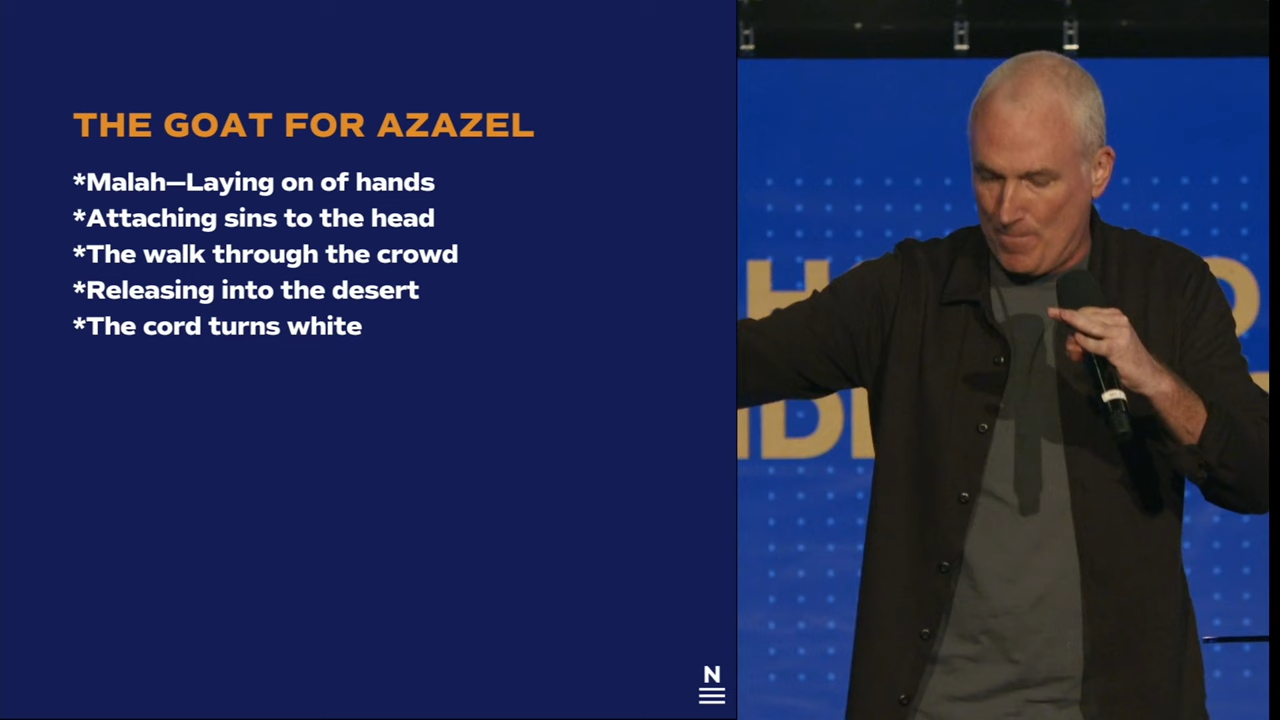 THE GOAT FOR AZAZEL
*Malah—Laying on of hands
*Attaching sins to the head
*The walk through the crowd
*Releasing into the desert
*The cord turns white
N